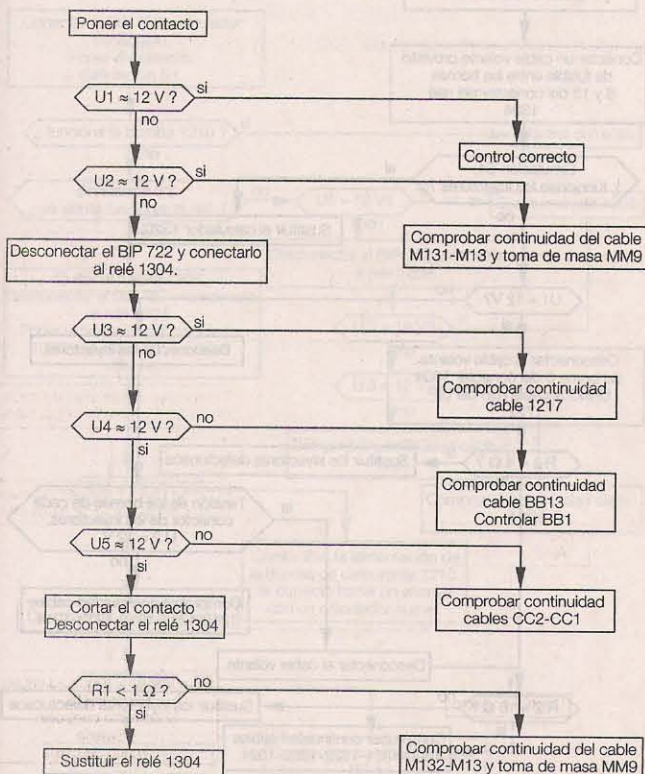 Poner el contacto
U1 ≈ 12 V ?
si
no
Control correcto
U2 ≈ 12 V ?
si
no
Comprobar continuidad del cable
M131-M13 y toma de masa MM9
Desconectar el BIP 722 y conectarlo
al relé 1304.
U3 ≈ 12 V ?
si
no
Comprobar continuidad
cable 1217
U4 ≈ 12 V ?
no
si
Comprobar continuidad
cable BB13
Controlar BB1
U5 ≈ 12 V ?
no
si
Comprobar continuidad
cables CC2-CC1
Cortar el contacto
Desconectar el relé 1304
R1 < 1 Ω ?
no
si
Comprobar continuidad del cable
M132-M13 y toma de masa MM9
Sustituir el relé 1304